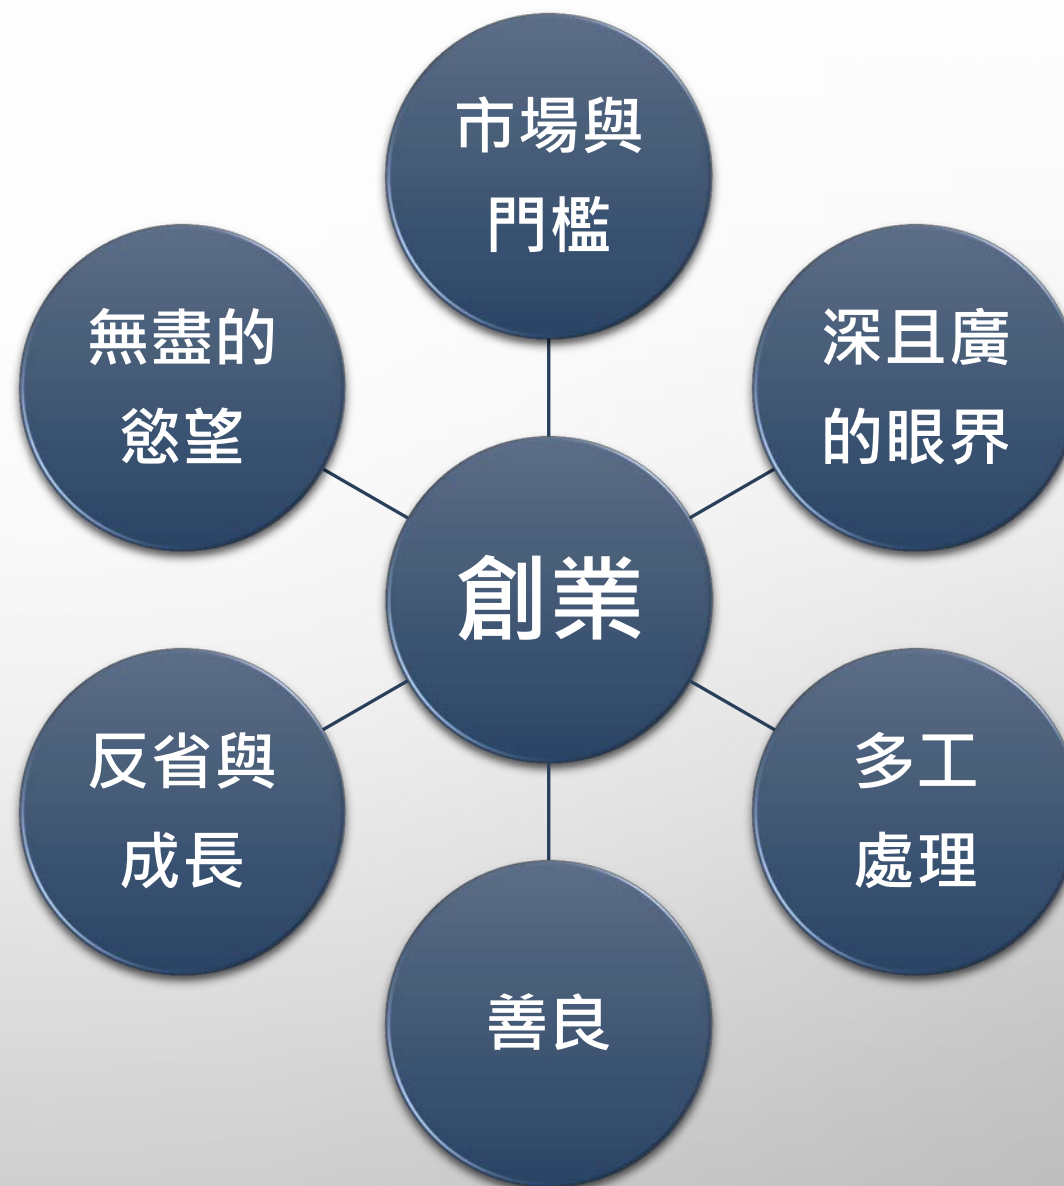 市場與
門檻
深且廣
的眼界
多工
處理
善良
反省與
成長
無盡的
慾望
創業